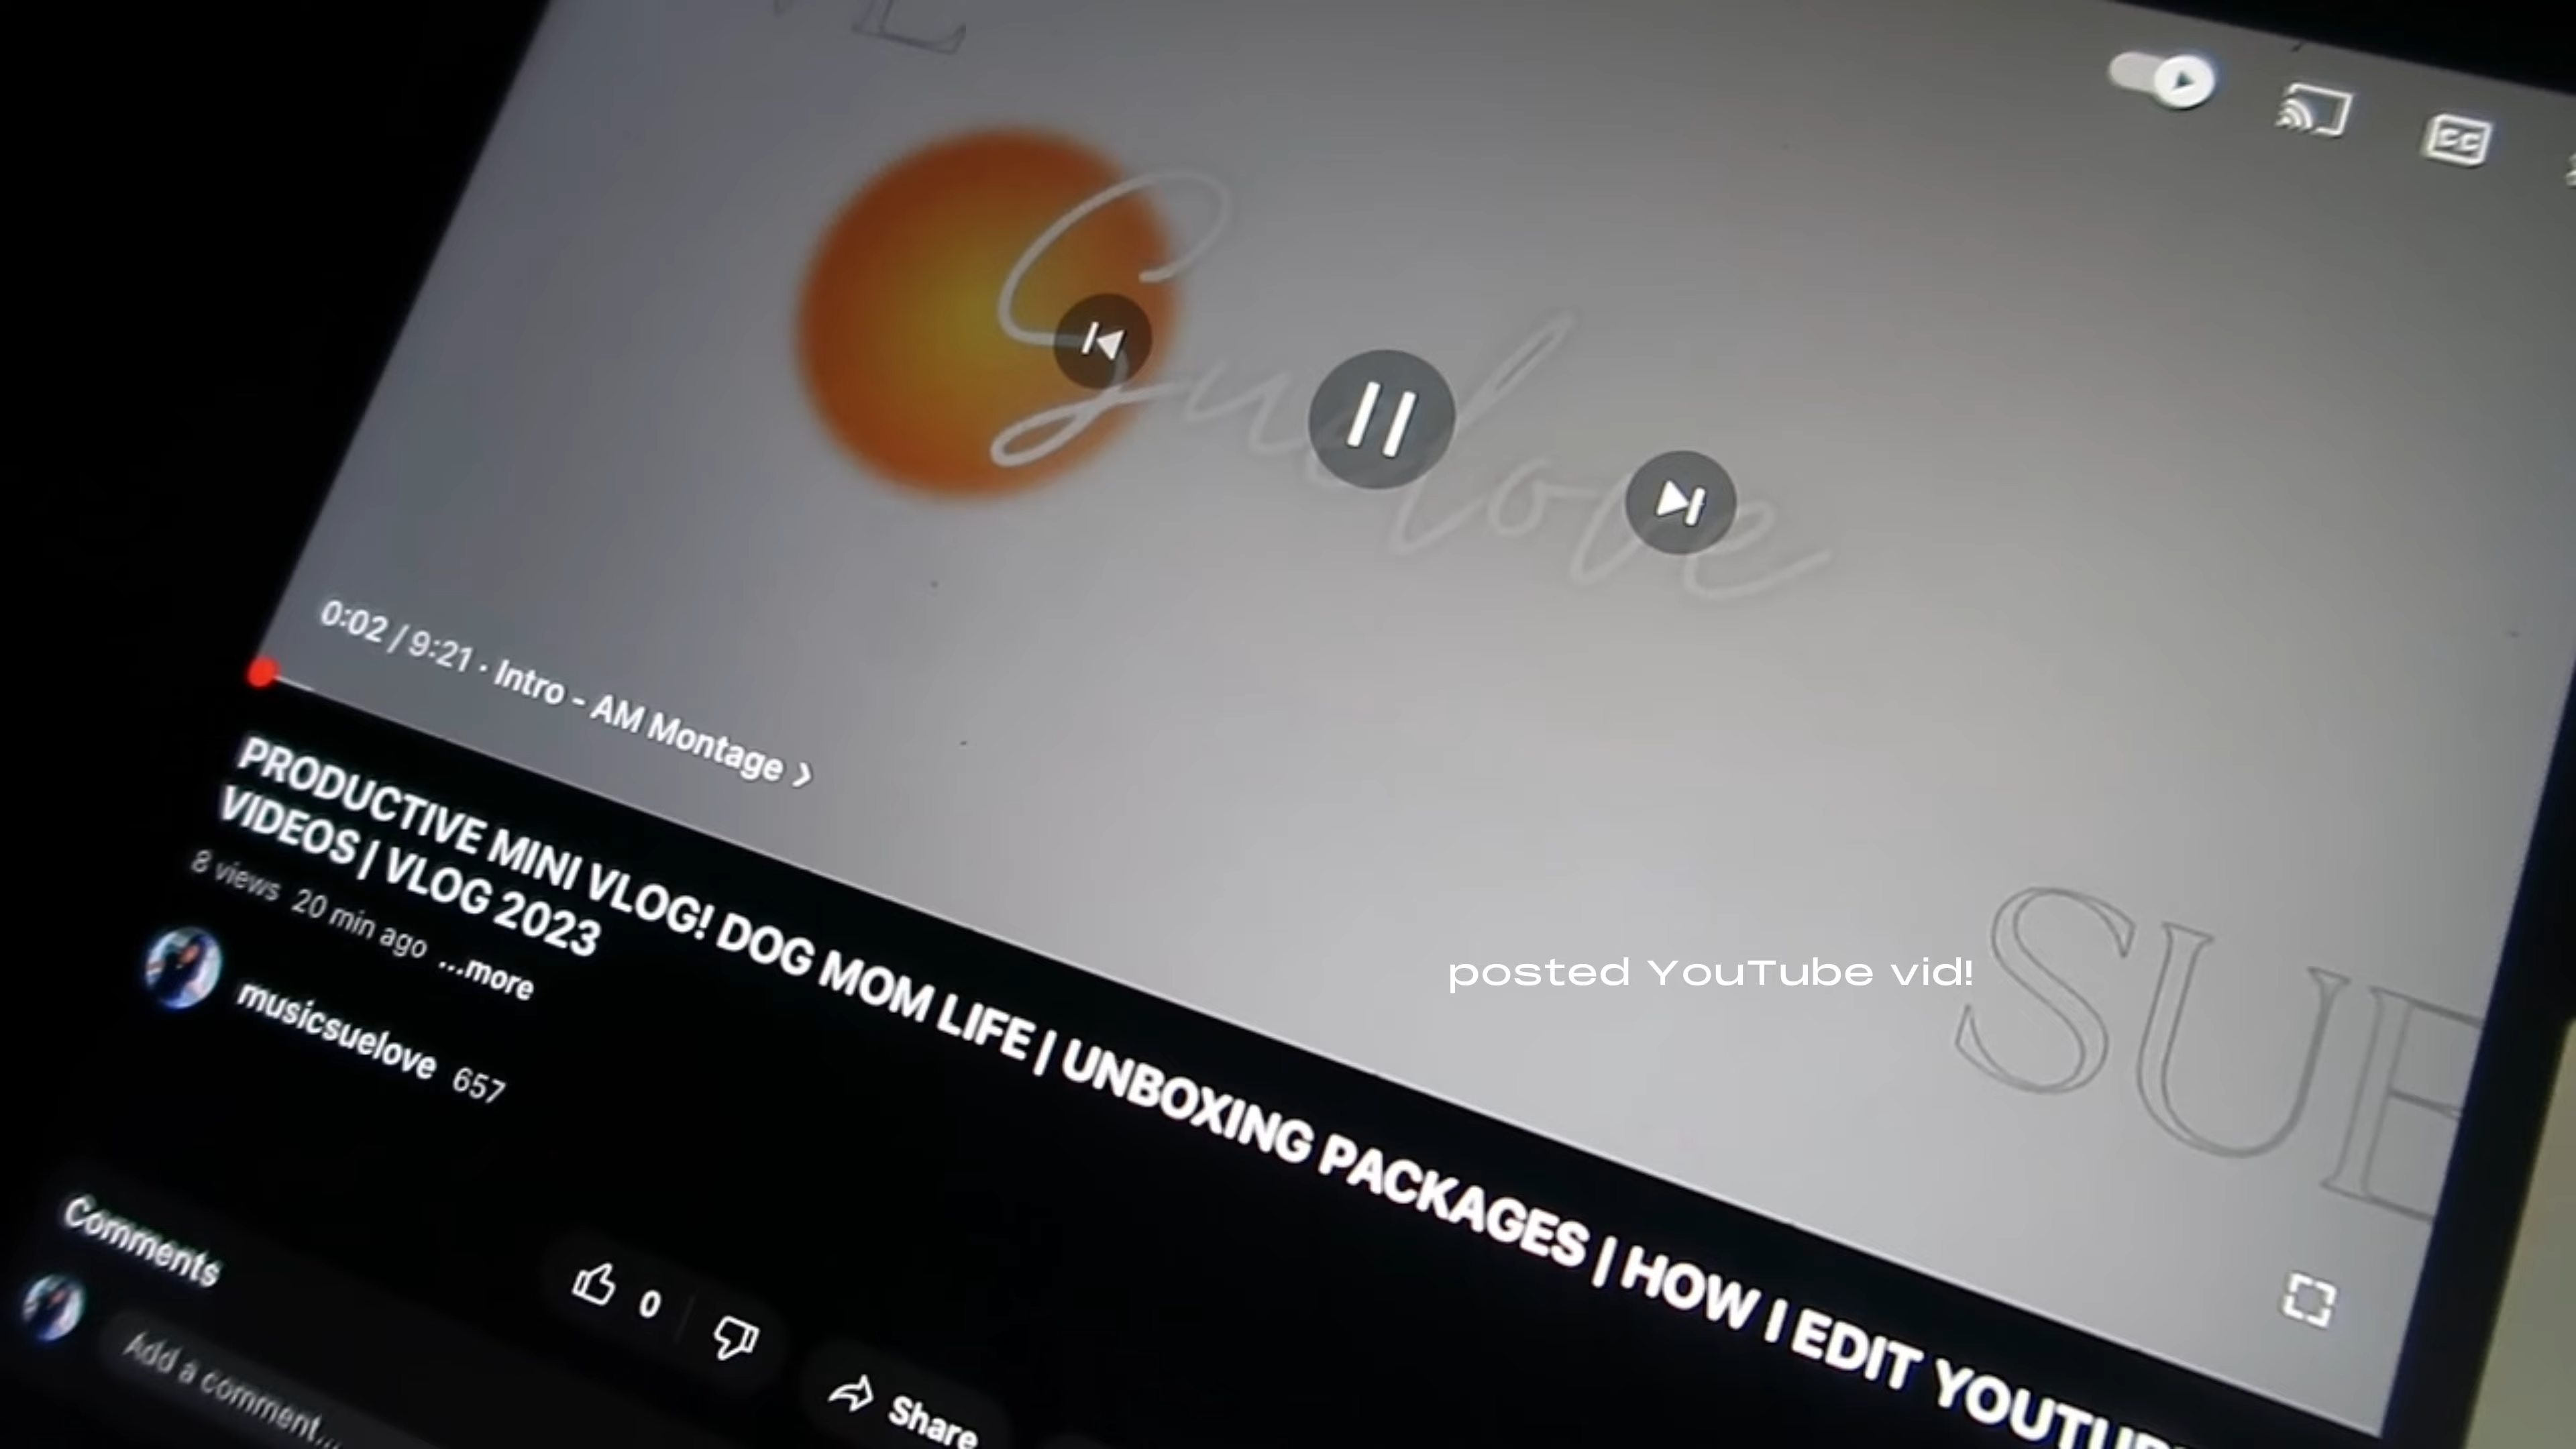 Suelove
0:02 / 9:21 · Intro - AM Montage
PRODUCTIVE MINI VLOG! DOG MOM LIFE | UNBOXING PACKAGES | HOW I EDIT
VIDEOS | VLOG 2023
8 views 20 min ago ...more
musicsuelove 657
posted YouTube vid!
SUE
0
Share
Comments
Add a comment...
CC